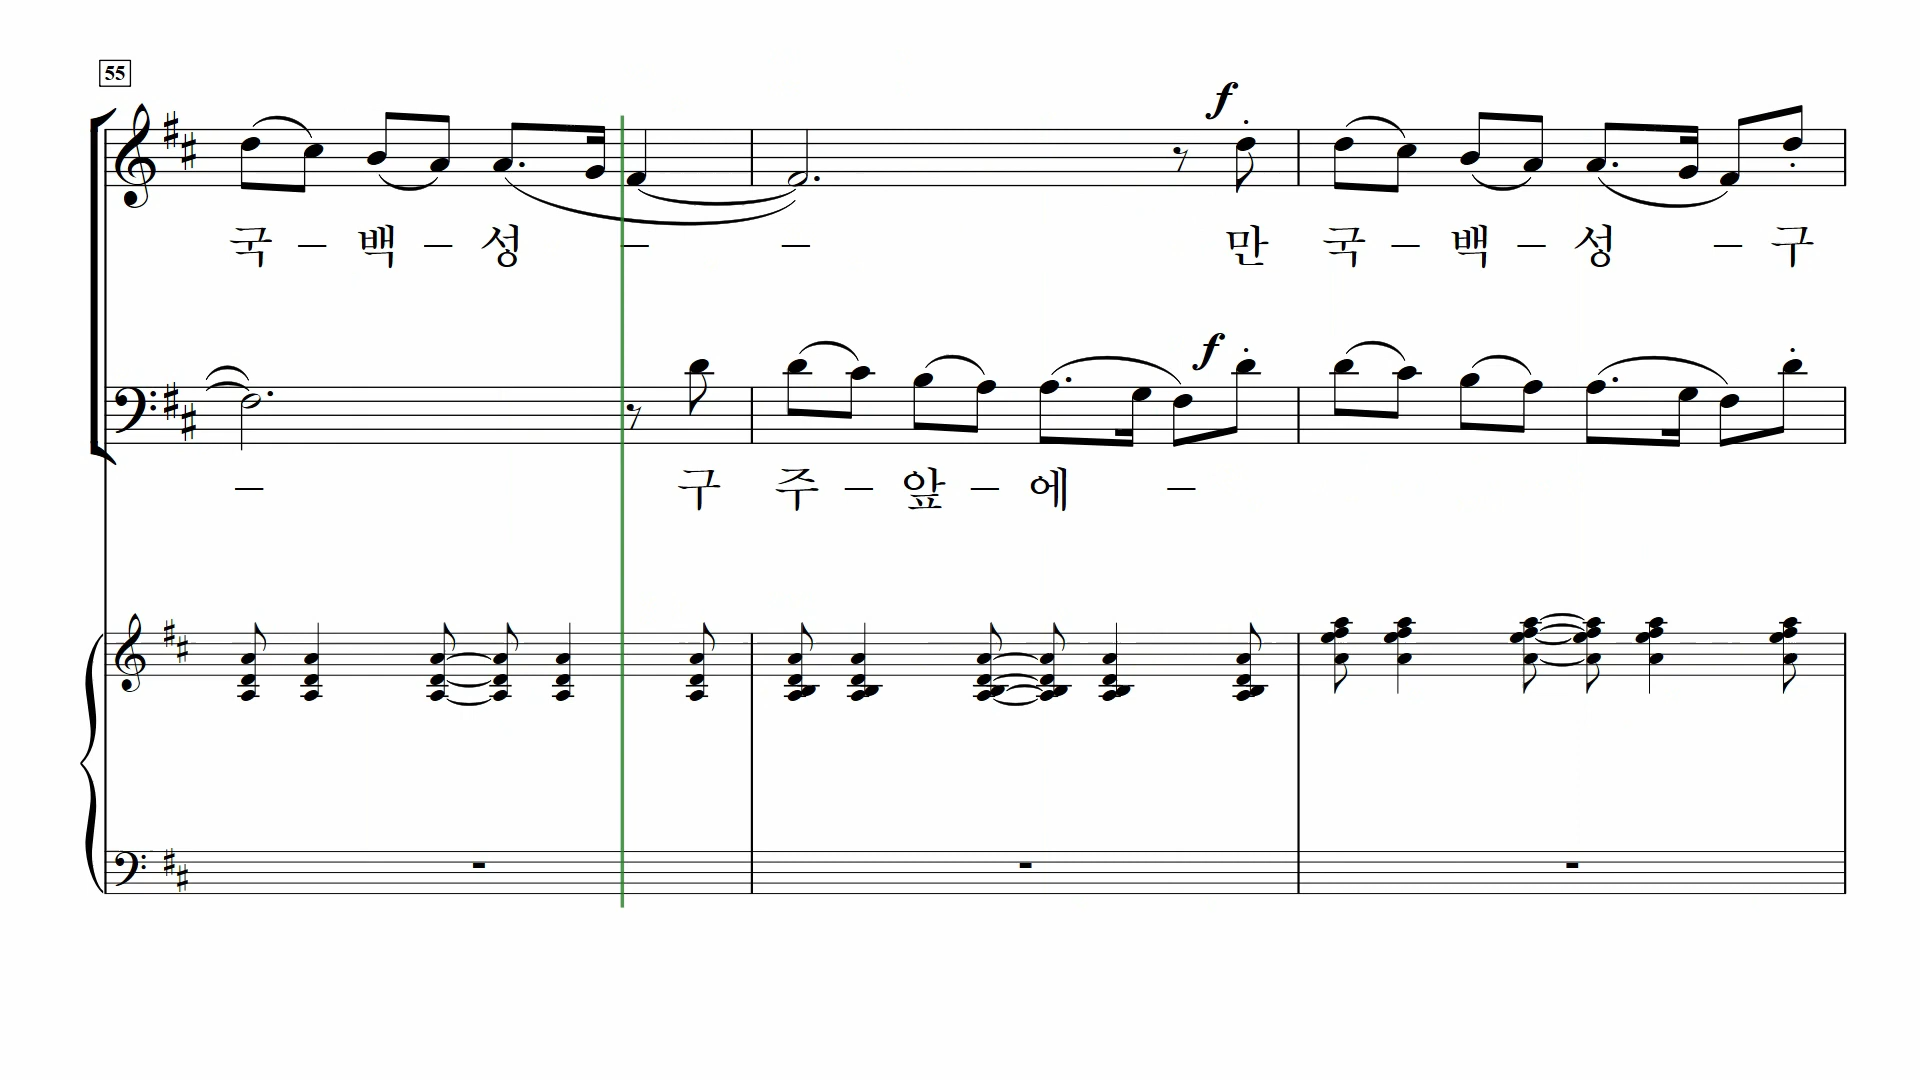 55
f
국 – 백 – 성 – – 만 국 – 백 – 성 – 구
f
– 구 주 – 앞 – 에 –